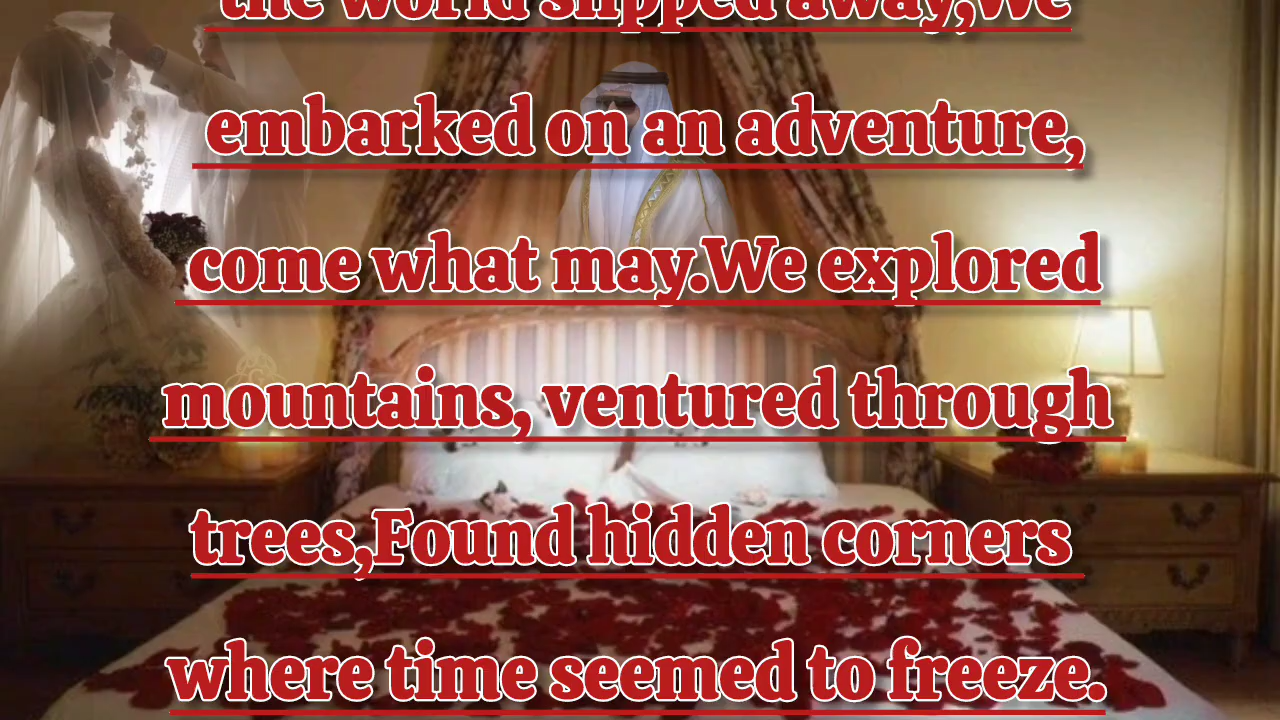 the world slipped away,We
embarked on an adventure,
come what may.We explored
mountains, ventured through
trees,Found hidden corners
where time seemed to freeze.